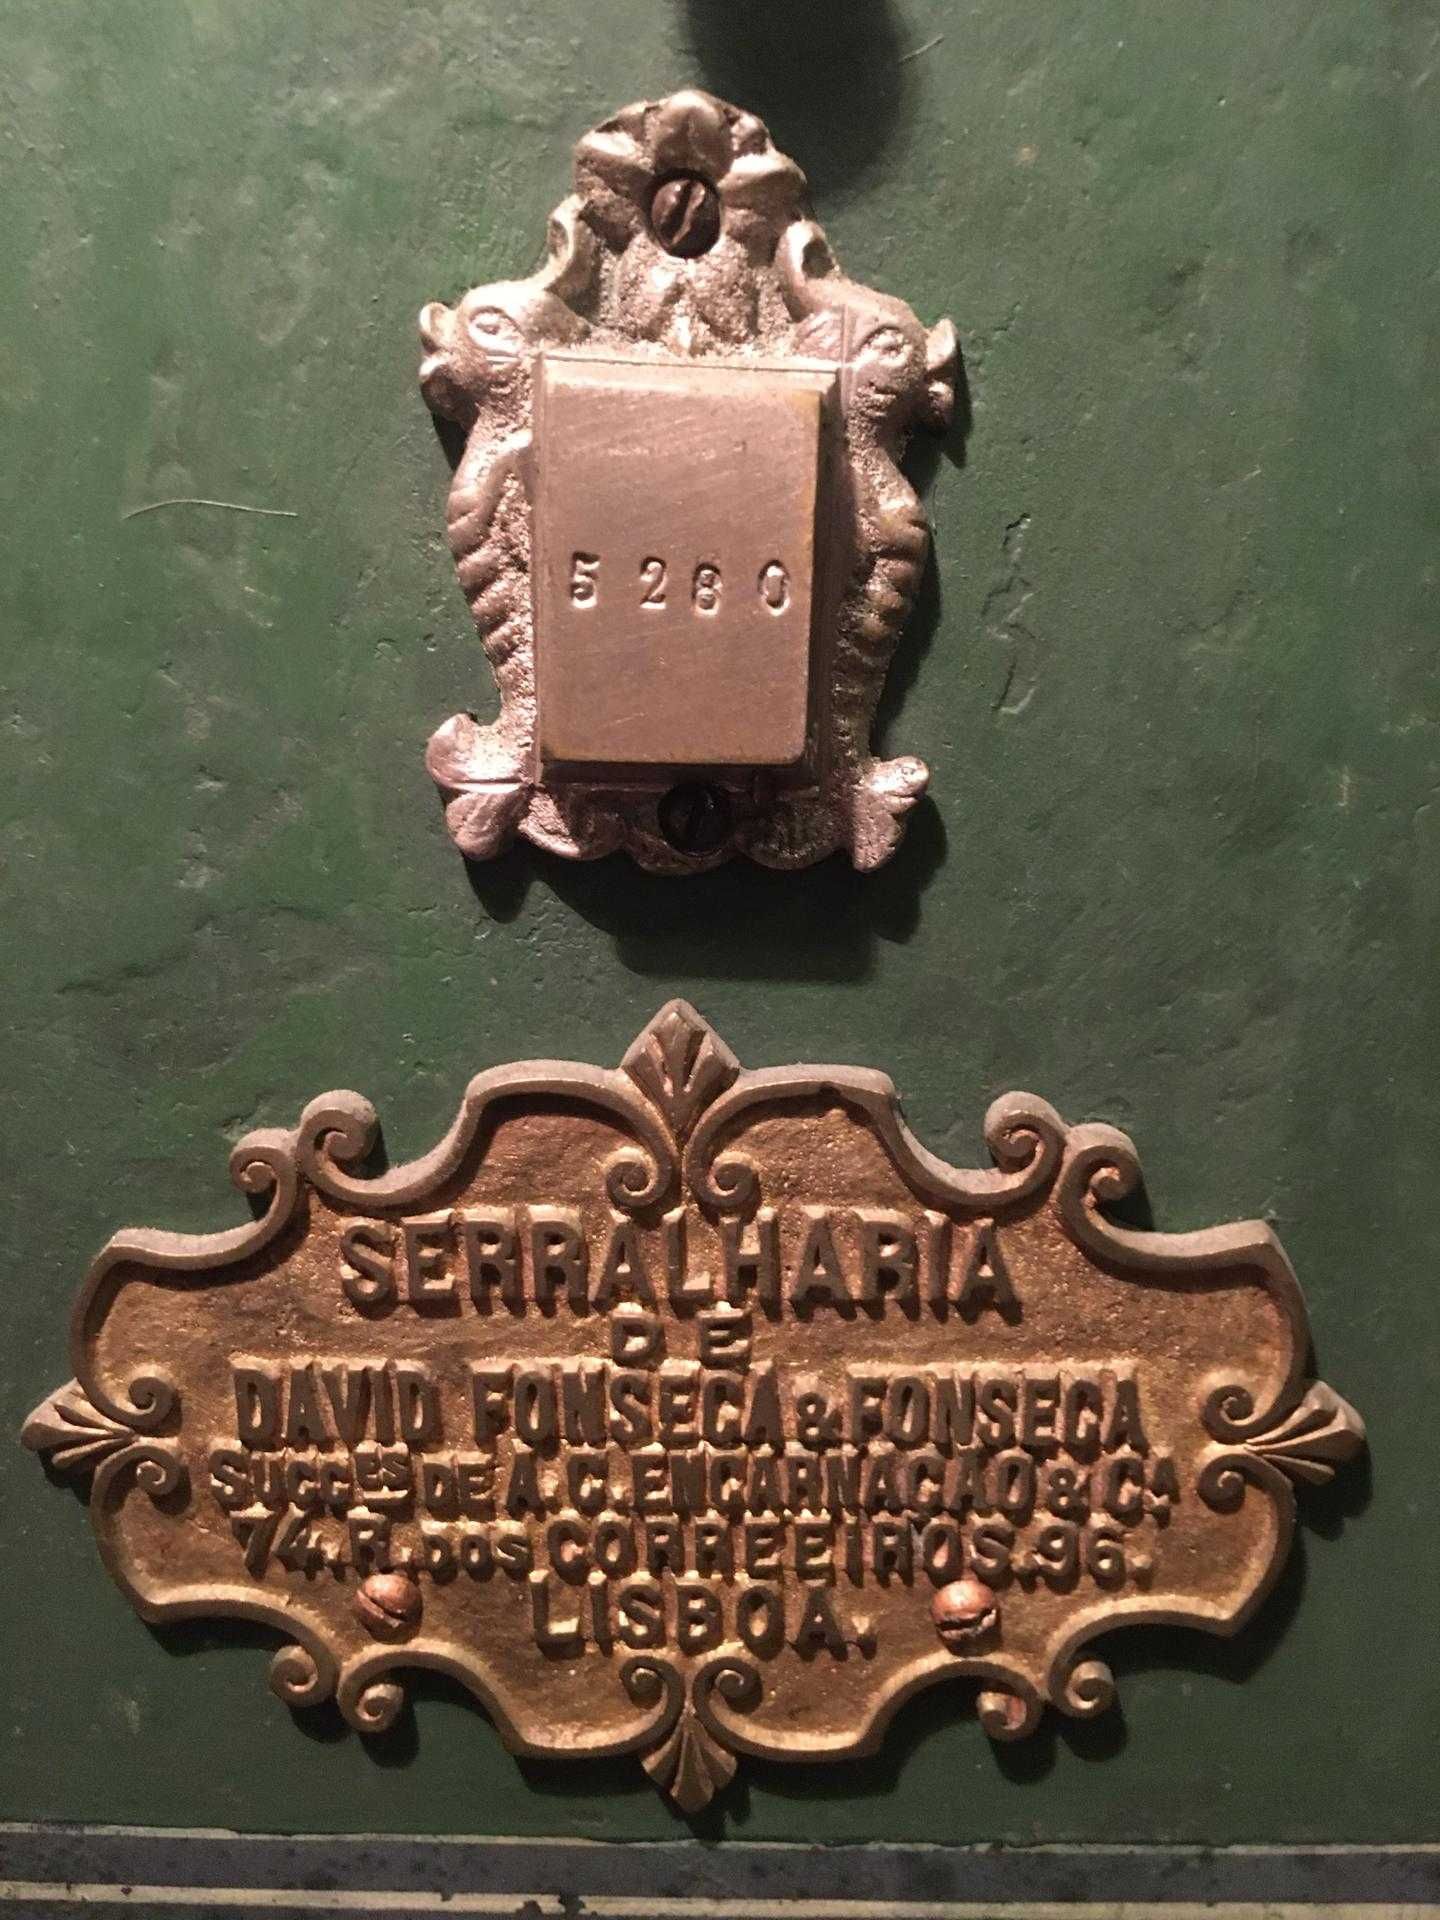 5280
SERRALHARIA
DE
DAVID FONSECA & FONSECA
SUCCES DE A.C. ENCARNAÇÃO & CA
74. R. DOS CORREEIROS. 96.
LISBOA.